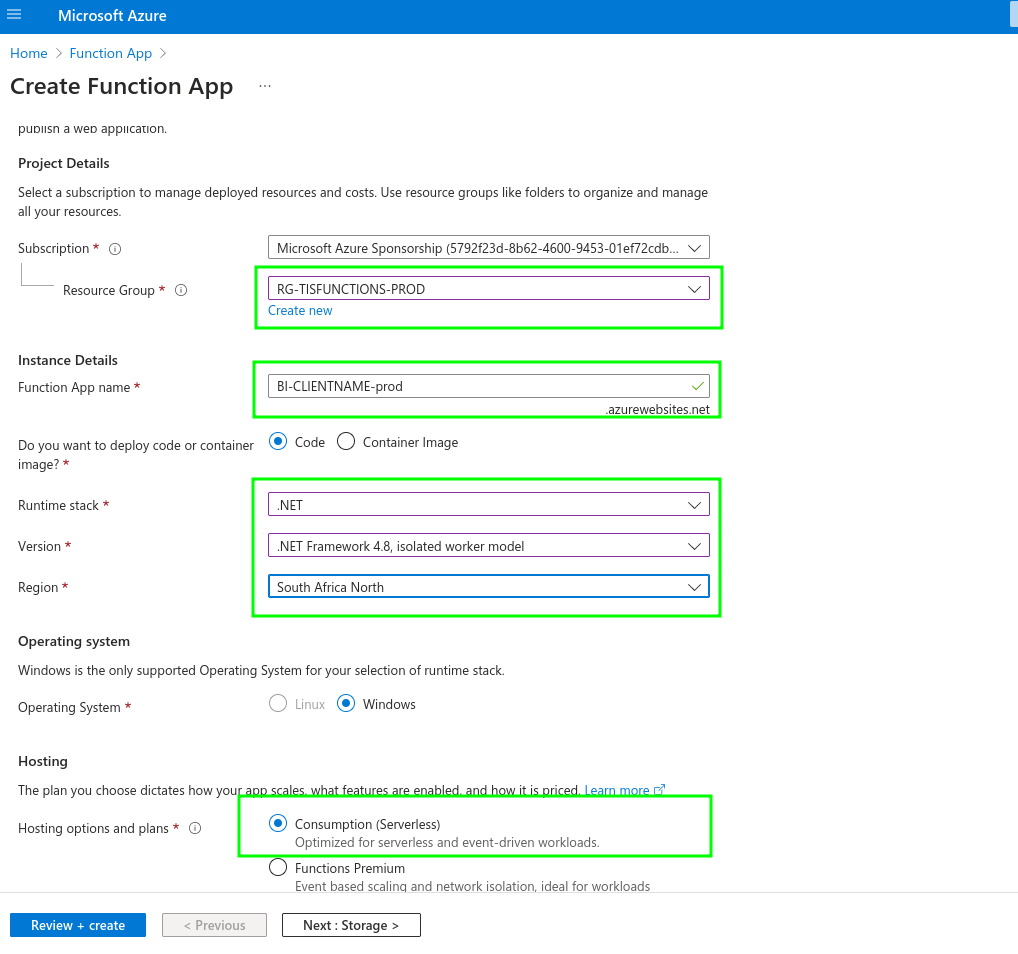 Microsoft Azure
Home > Function App >
Create Function App ...
publish a web application.
Project Details
Select a subscription to manage deployed resources and costs. Use resource groups like folders to organize and manage
all your resources.
Subscription *
Microsoft Azure Sponsorship (5792f23d-8b62-4600-9453-01ef72cdb...
Resource Group *
RG-TISFUNCTIONS-PROD
Create new
Instance Details
Function App name *
BI-CLIENTNAME-prod
.azurewebsites.net
Do you want to deploy code or container
image? *
Code
Container Image
Runtime stack *
.NET
Version *
.NET Framework 4.8, isolated worker model
Region *
South Africa North
Operating system
Windows is the only supported Operating System for your selection of runtime stack.
Operating System *
Linux
Windows
Hosting
The plan you choose dictates how your app scales, what features are enabled, and how it is priced. Learn more
Hosting options and plans *
Consumption (Serverless)
Optimized for serverless and event-driven workloads.
Functions Premium
Event based scaling and network isolation, ideal for workloads
Review + create
< Previous
Next : Storage >